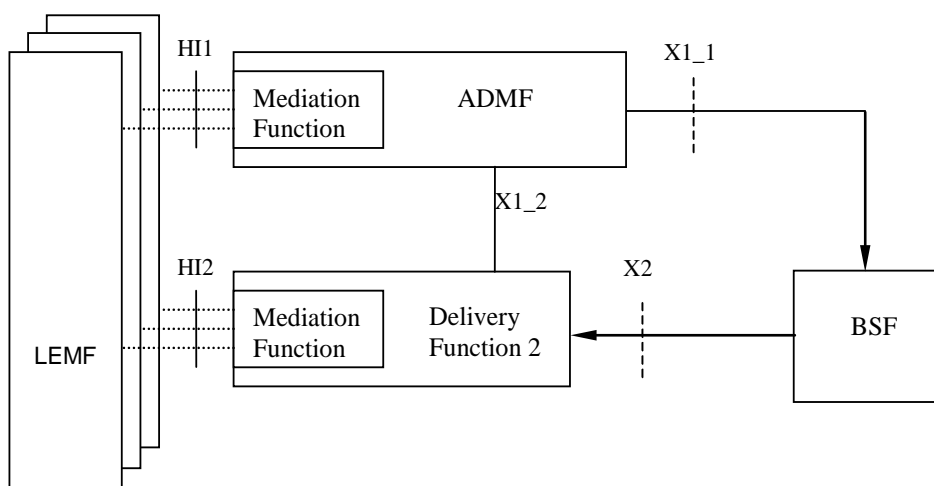 HI1
X1_1
Mediation
Function
ADMF
X1_2
HI2
X2
Mediation
Function
Delivery
Function 2
BSF
LEMF